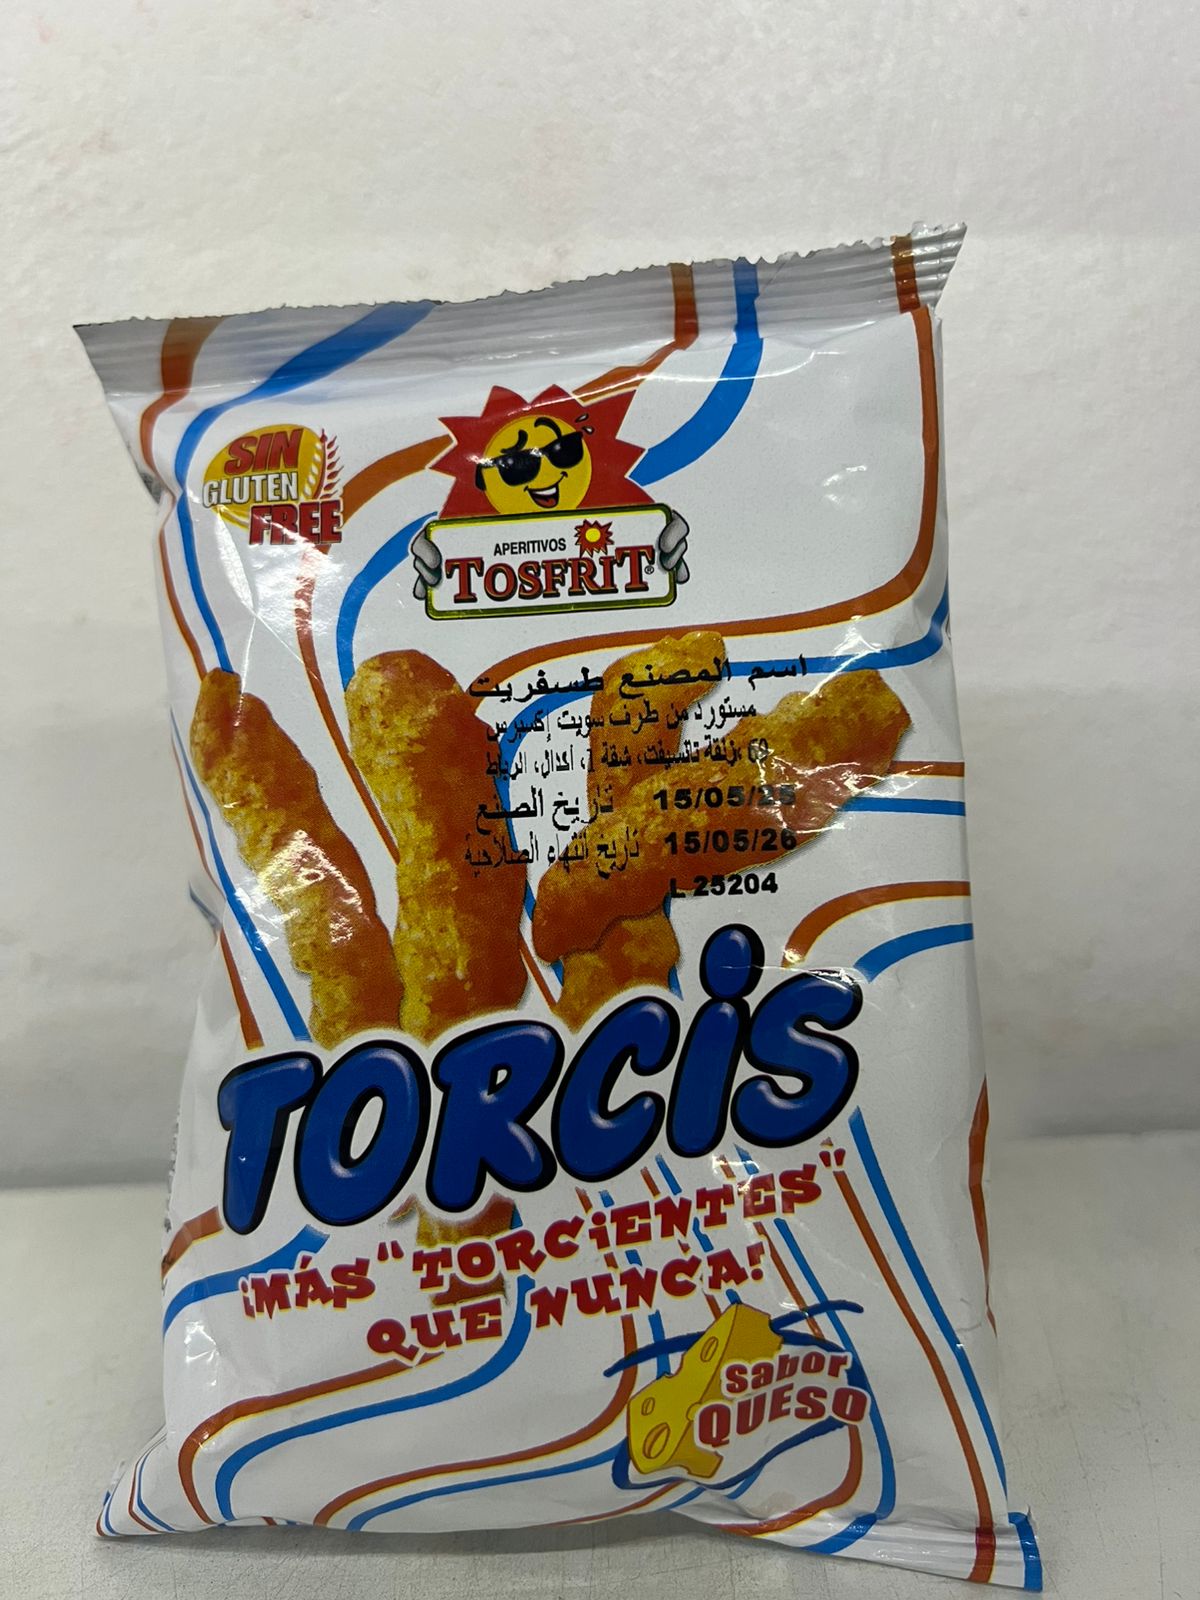 SIN
GLUTEN
FREE
APERITIVOS
TOSFRIT®
اسم المصنع طسفريت
مستورد من طرف سويت إكسبرس
69 ،زنقة تانسيفت، شقة 1، أكدال، الرباط
تاريخ الصنع 15/05/25
تاريخ انتهاء الصلاحية 15/05/26
L 25204
TORCiS
¡MÁS "TORCiENTES"
QUE NUNCA!
sabor
QUESO